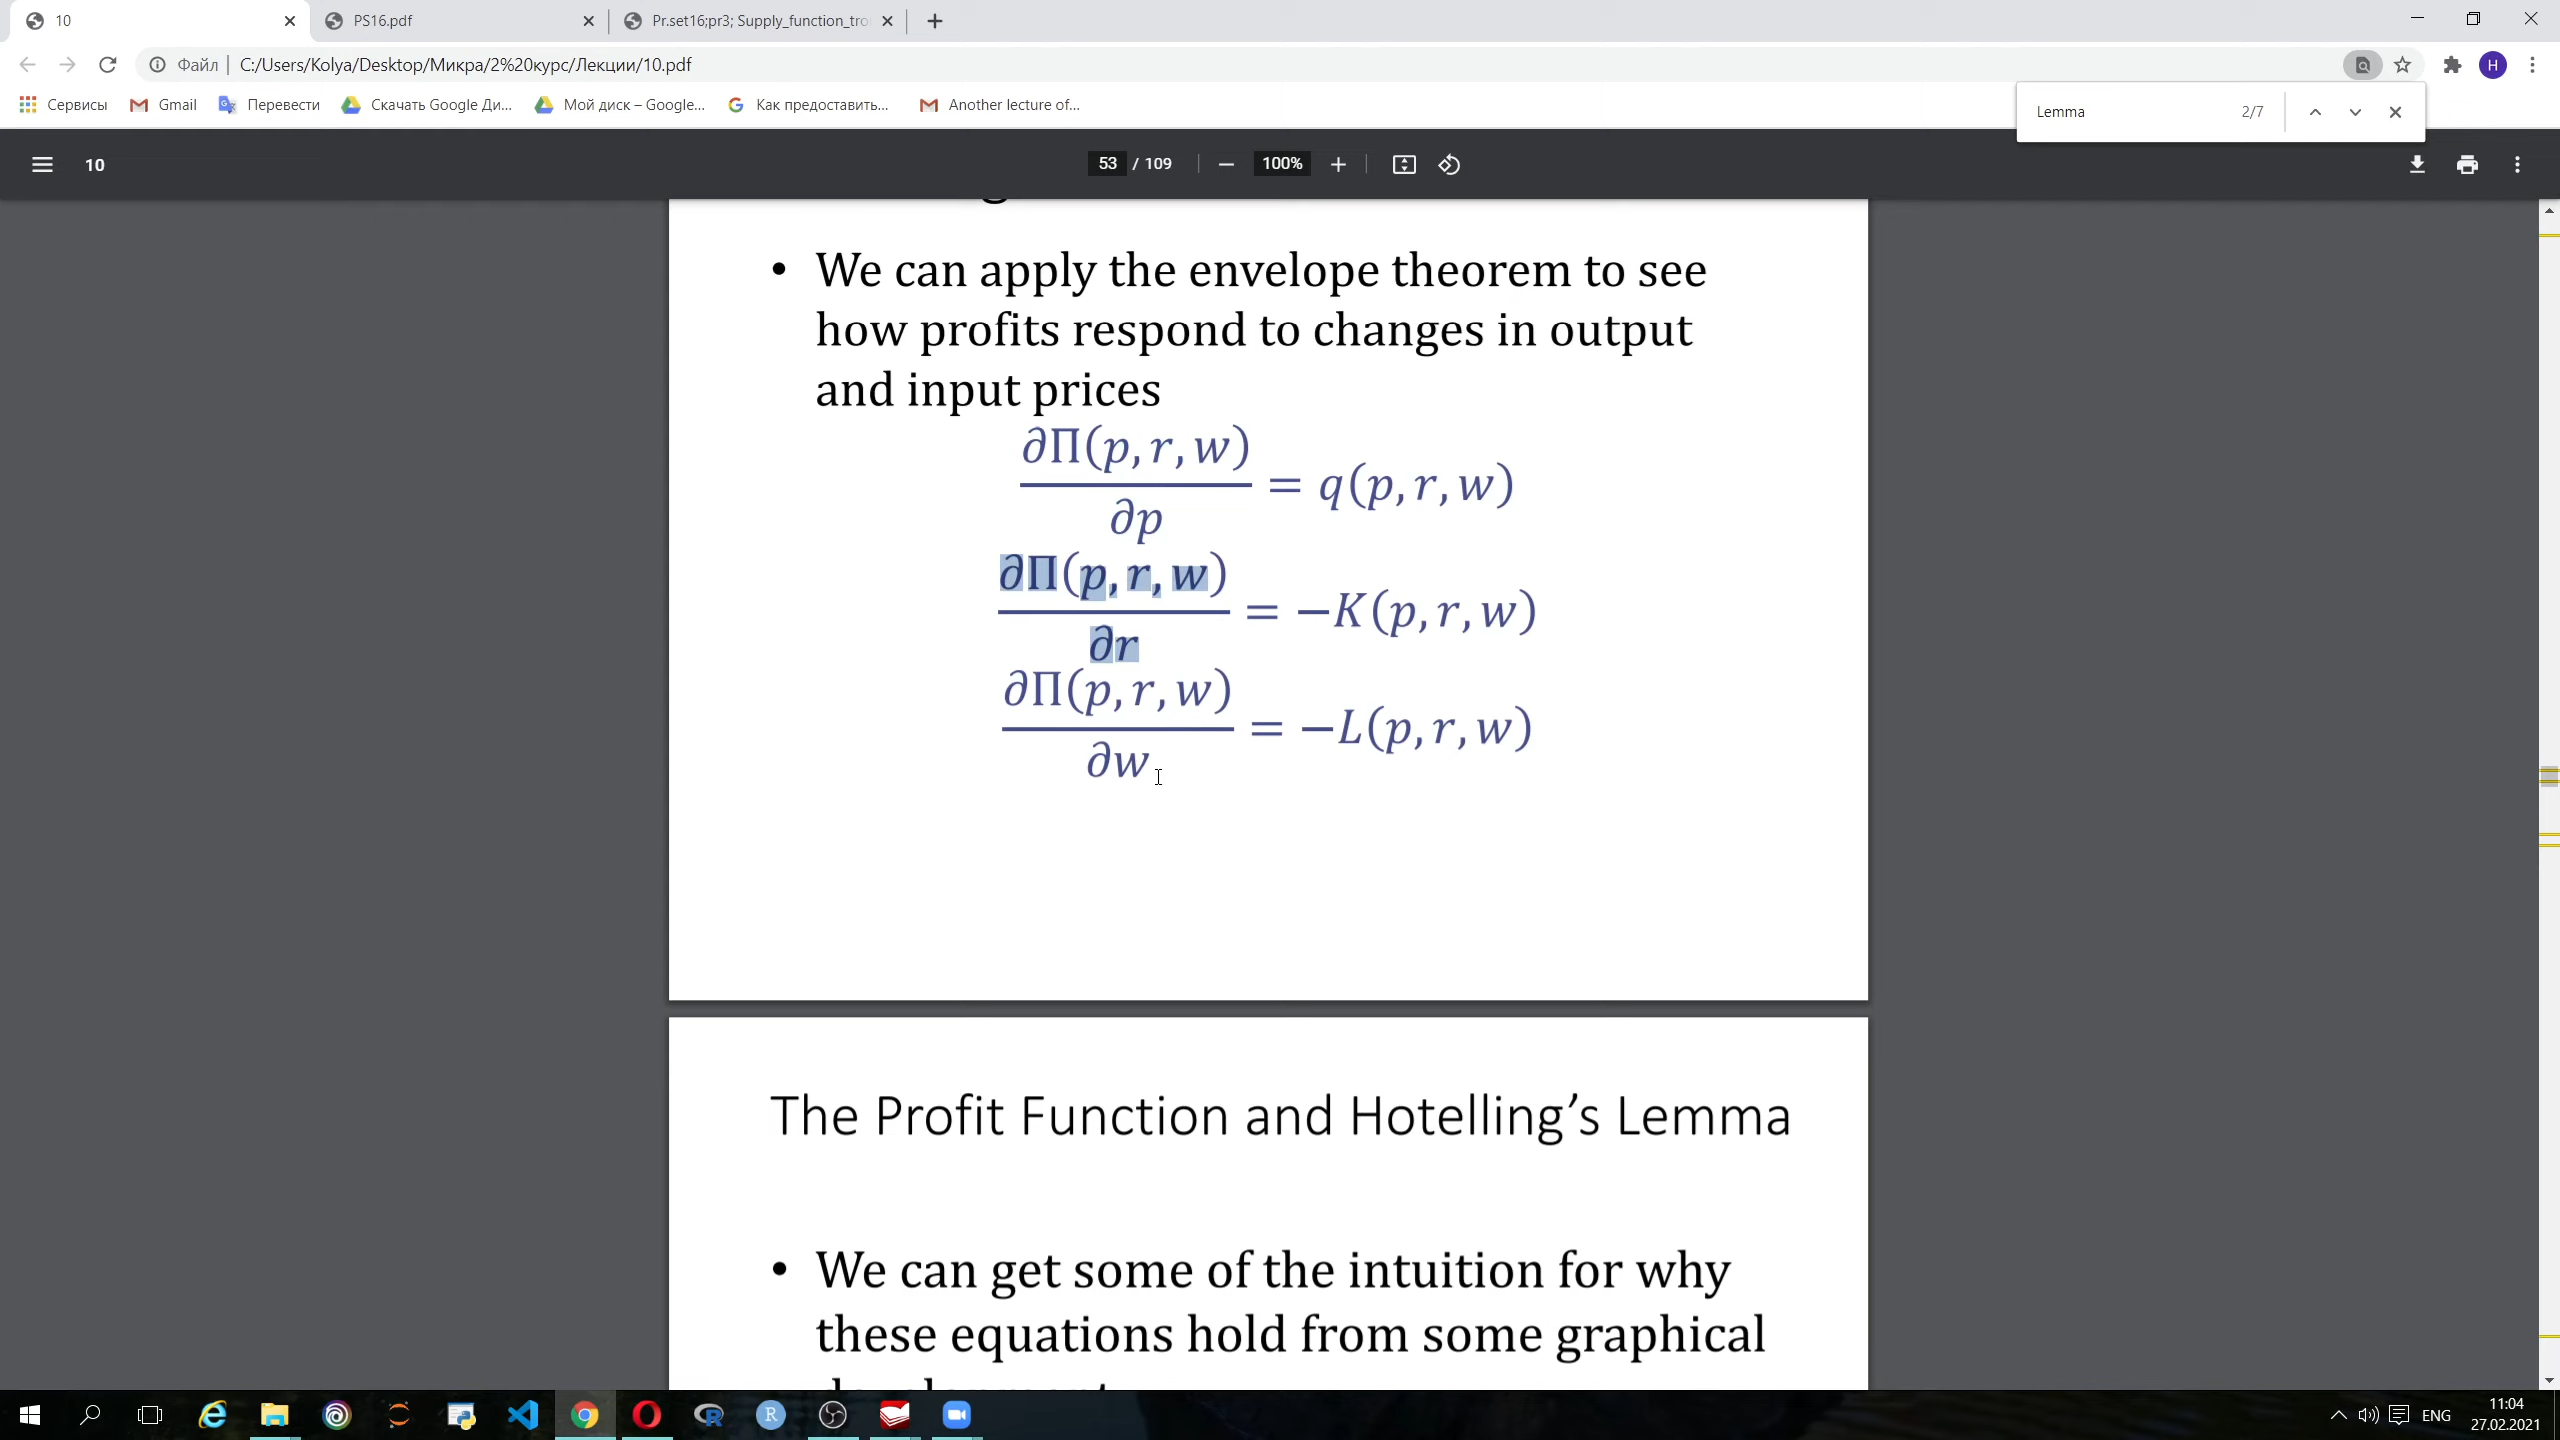 10
PS16.pdf
Pr.set16;pr3; Supply_function_tro
Файл
C:/Users/Kolya/Desktop/Микра/2%20курс/Лекции/10.pdf
H
Сервисы
Gmail
Перевести
Скачать Google Ди...
Мой диск – Google...
Как предоставить...
Another lecture of...
Lemma
2/7
10
53 / 109
100%
• We can apply the envelope theorem to see
how profits respond to changes in output
and input prices
∂Π(p, r, w)
∂p
= q(p, r, w)
∂Π(p, r, w)
∂r
= −K(p, r, w)
∂Π(p, r, w)
∂w
= −L(p, r, w)
The Profit Function and Hotelling’s Lemma
• We can get some of the intuition for why
these equations hold from some graphical
ENG
11:04
27.02.2021